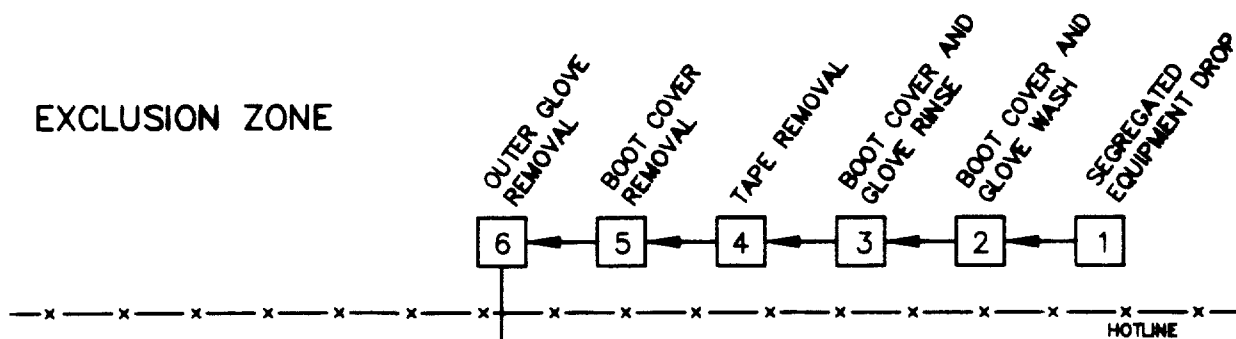 EXCLUSION ZONE
OUTER GLOVE
REMOVAL
BOOT COVER
REMOVAL
TAPE REMOVAL
BOOT COVER AND
GLOVE RINSE
BOOT COVER AND
GLOVE WASH
SEGREGATED
EQUIPMENT DROP
6
5
4
3
2
1
HOTLINE